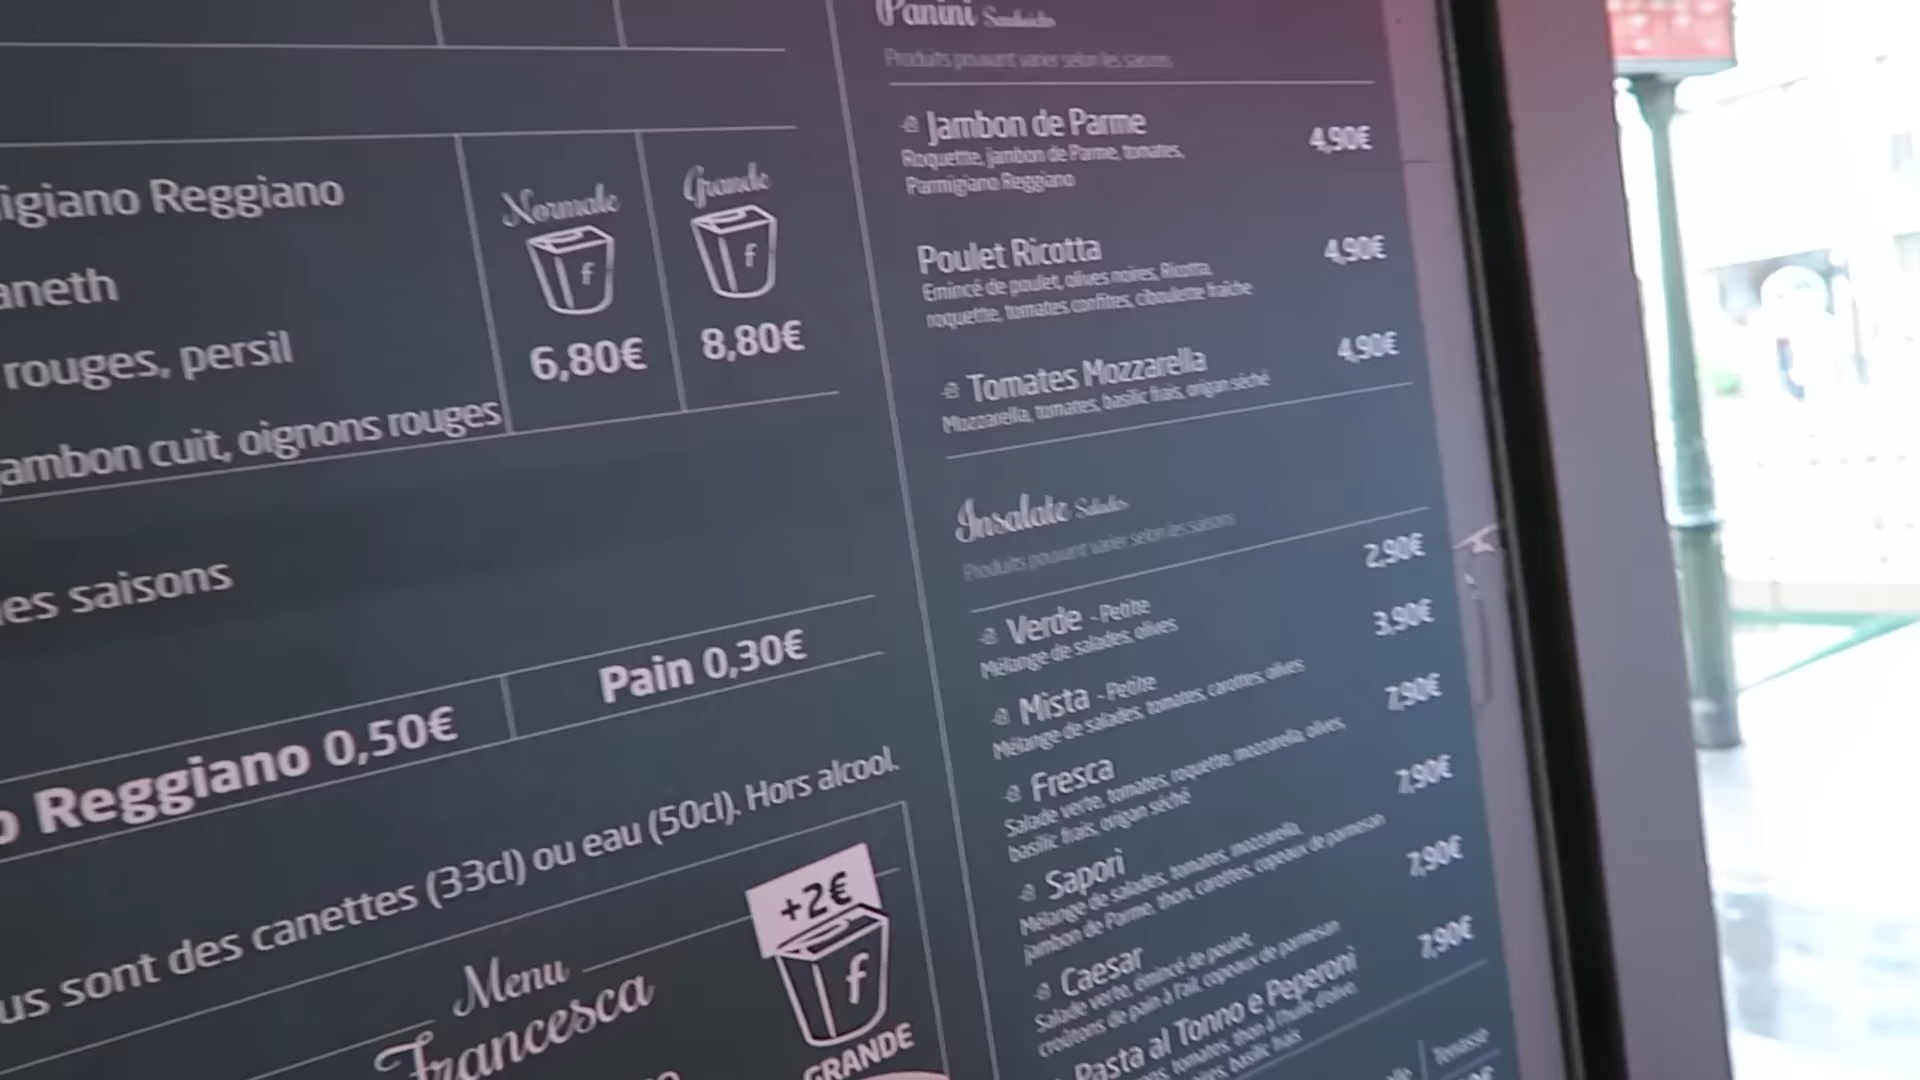 igiano Reggiano
aneth
rouges, persil
ambon cuit, oignons rouges
Normale
Grande
f
f
6,80€
8,80€
es saisons
Reggiano 0,50€
Pain 0,30€
us sont des canettes (33cl) ou eau (50cl). Hors alcool.
Menu
Francesca
+2€
f
GRANDE
Panini Sandwichs
Produits pouvant varier selon les saisons
Jambon de Parme 4,90€
Roquette, jambon de Parme, tomates,
Parmigiano Reggiano
Poulet Ricotta 4,90€
Emincé de poulet, olives noires, Ricotta,
roquette, tomates confites, ciboulette fraîche
Tomates Mozzarella 4,90€
Mozzarella, tomates, basilic frais, origan séché
Insalate Salades
Produits pouvant varier selon les saisons
Verde - Petite 2,90€
Mélange de salades, olives
Mista - Petite 3,90€
Mélange de salades, tomates, carottes, olives
Fresca 7,90€
Salade verte, tomates, roquette, mozzarella, olives,
basilic frais, origan séché
Sapori 7,90€
Mélange de salades, tomates, mozzarella,
jambon de Parme, thon, carottes, copeaux de parmesan
Caesar 7,90€
Salade verte, émincé de poulet
croûtons de pain à l'ail, copeaux de parmesan
Pasta al Tonno e Peperoni 7,90€
tomates, thon à l'huile d'olive,
basilic frais
Terrasse